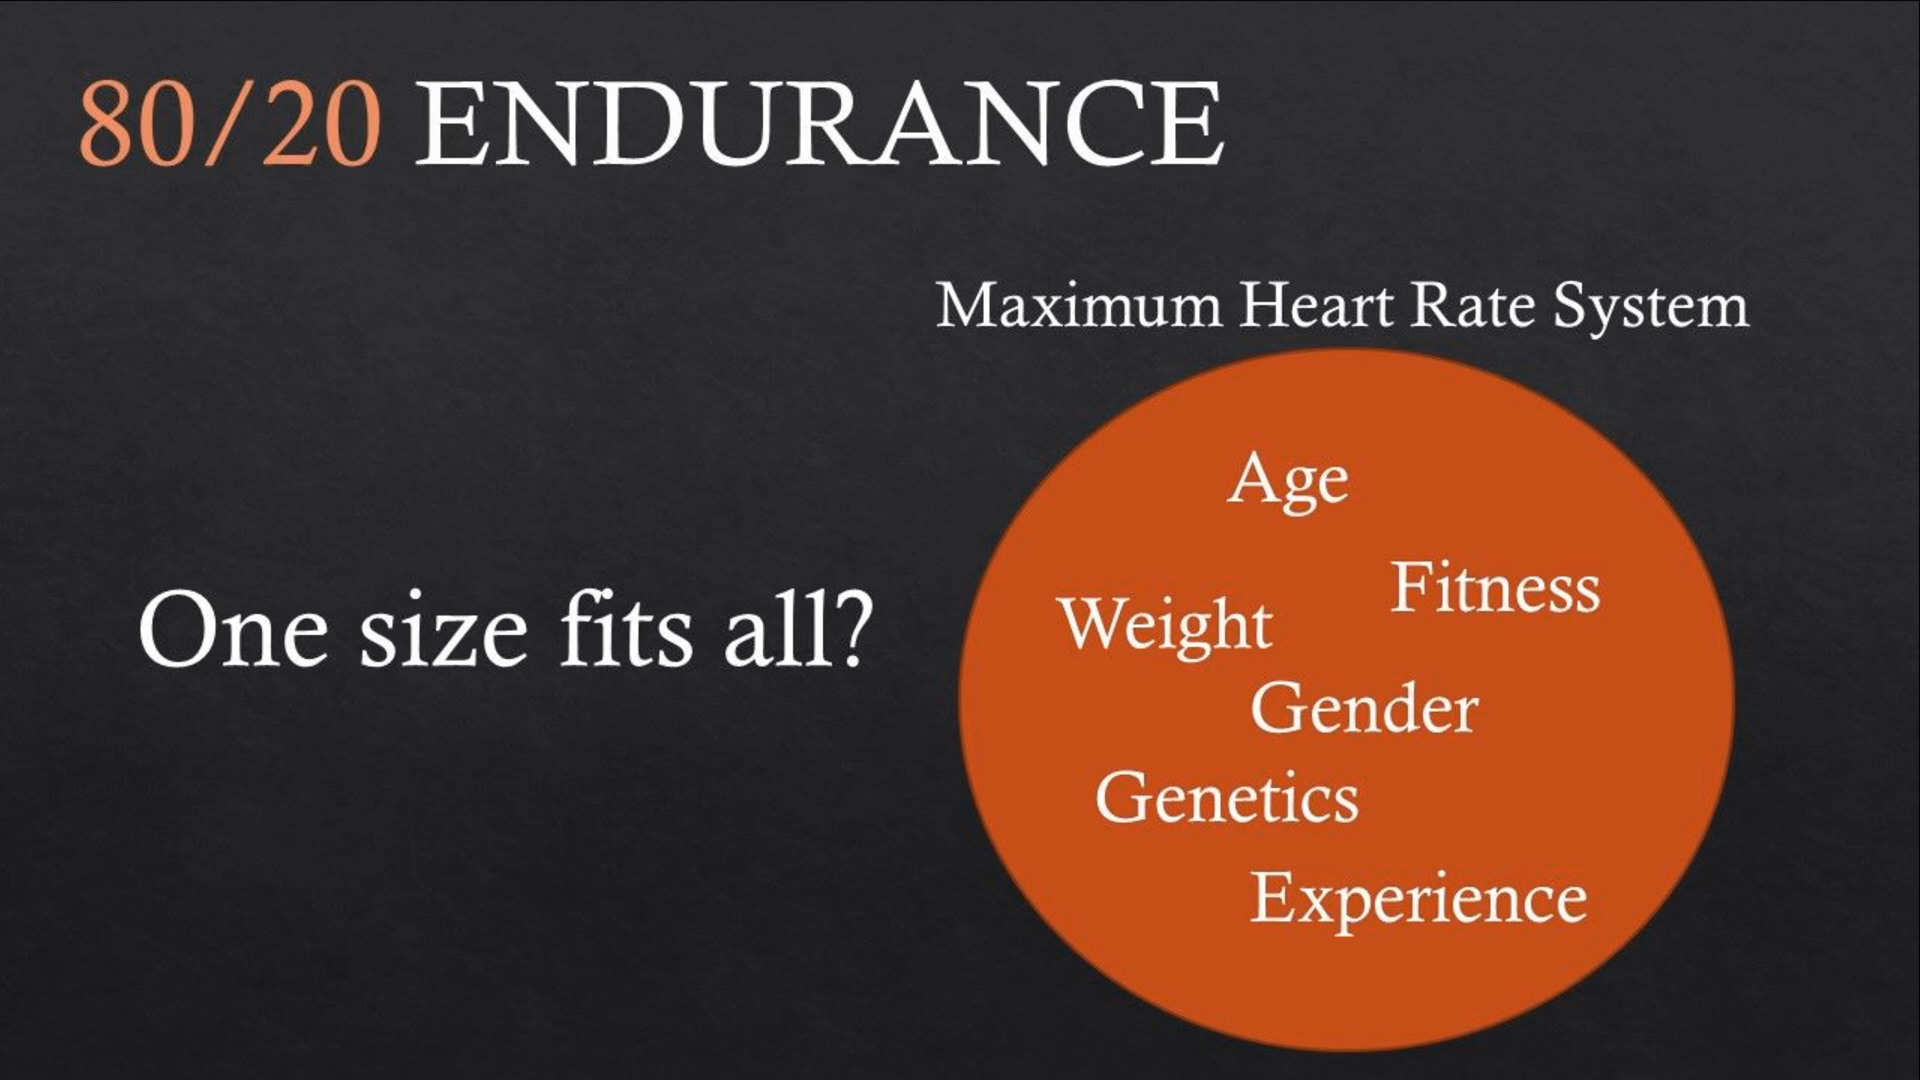 80/20 ENDURANCE
Maximum Heart Rate System
One size fits all?
Age
Fitness
Weight
Gender
Genetics
Experience